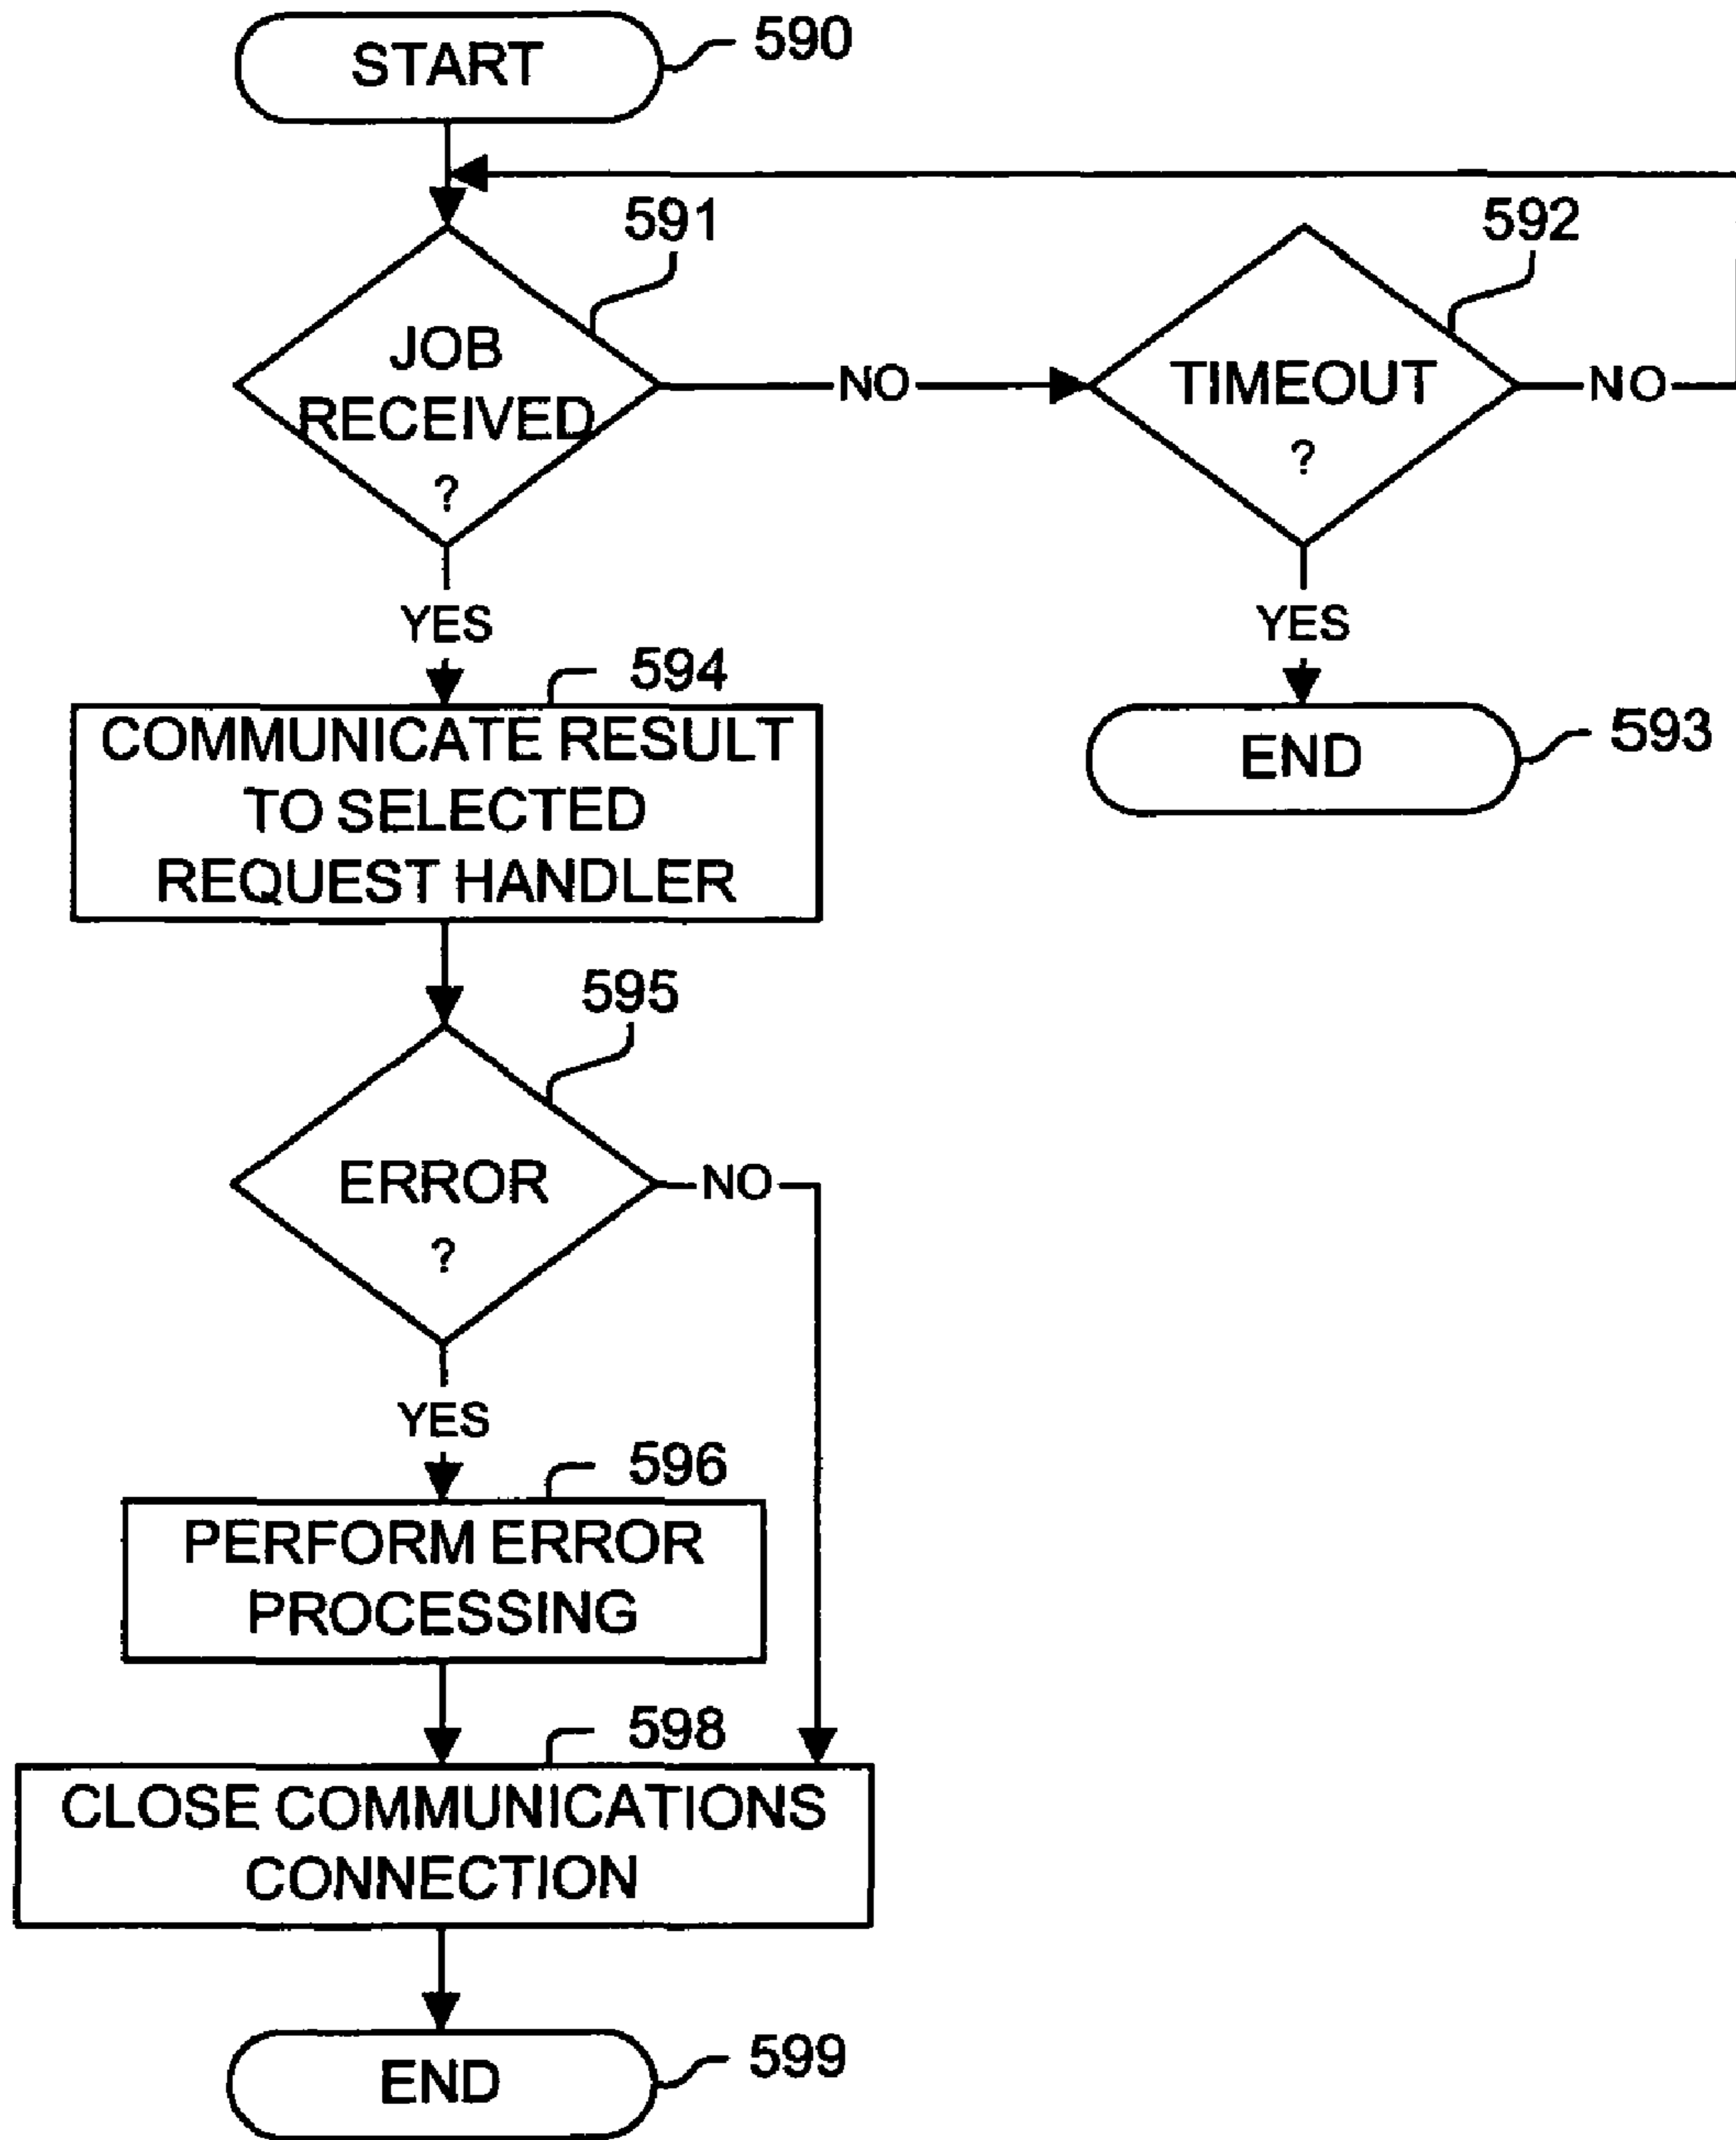 START
590
591
592
JOB
RECEIVED
?
NO
TIMEOUT
?
NO
YES
YES
594
COMMUNICATE RESULT
TO SELECTED
REQUEST HANDLER
END
593
595
ERROR
?
NO
YES
596
PERFORM ERROR
PROCESSING
598
CLOSE COMMUNICATIONS
CONNECTION
END
599